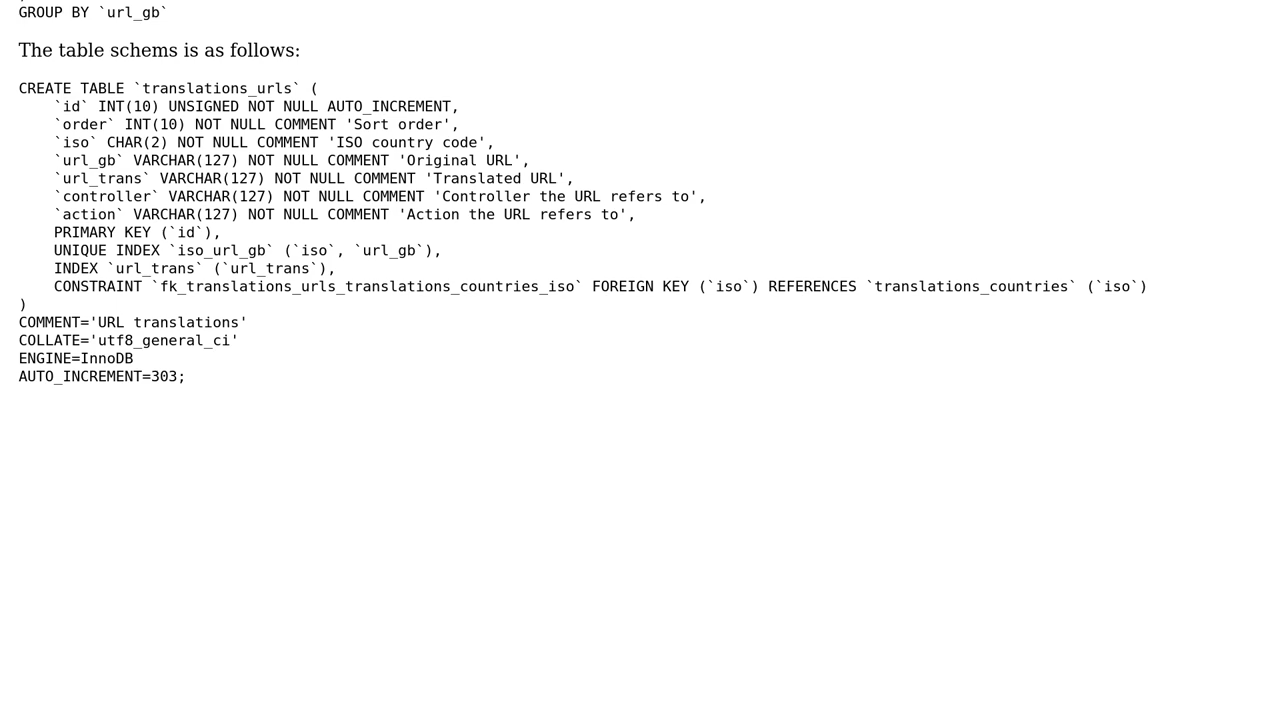 GROUP BY `url_gb`
The table schems is as follows:
CREATE TABLE `translations_urls` (
    `id` INT(10) UNSIGNED NOT NULL AUTO_INCREMENT,
    `order` INT(10) NOT NULL COMMENT 'Sort order',
    `iso` CHAR(2) NOT NULL COMMENT 'ISO country code',
    `url_gb` VARCHAR(127) NOT NULL COMMENT 'Original URL',
    `url_trans` VARCHAR(127) NOT NULL COMMENT 'Translated URL',
    `controller` VARCHAR(127) NOT NULL COMMENT 'Controller the URL refers to',
    `action` VARCHAR(127) NOT NULL COMMENT 'Action the URL refers to',
    PRIMARY KEY (`id`),
    UNIQUE INDEX `iso_url_gb` (`iso`, `url_gb`),
    INDEX `url_trans` (`url_trans`),
    CONSTRAINT `fk_translations_urls_translations_countries_iso` FOREIGN KEY (`iso`) REFERENCES `translations_countries` (`iso`)
)
COMMENT='URL translations'
COLLATE='utf8_general_ci'
ENGINE=InnoDB
AUTO_INCREMENT=303;